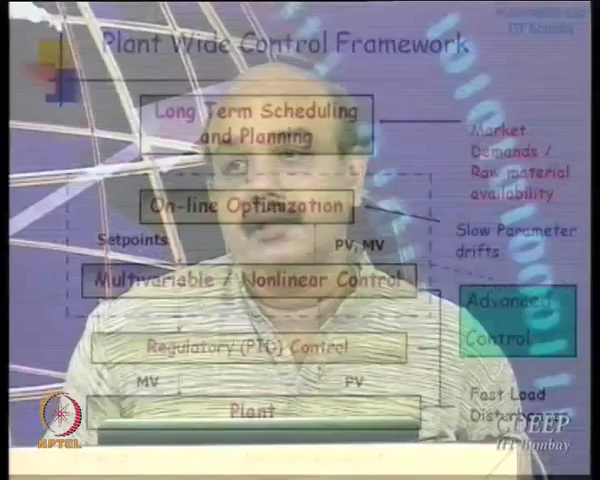 Plant Wide Control Framework
Long Term Scheduling
and Planning
Market
Demands /
Raw material
availability
On-line Optimization
Setpoints
PV, MV
Slow Parameter
drifts
Multivariable / Nonlinear Control
Advanced
Control
Regulatory (PID) Control
MV
PV
Fast Load
Disturbances
Plant
NPTEL
CDEEP
IIT Bombay